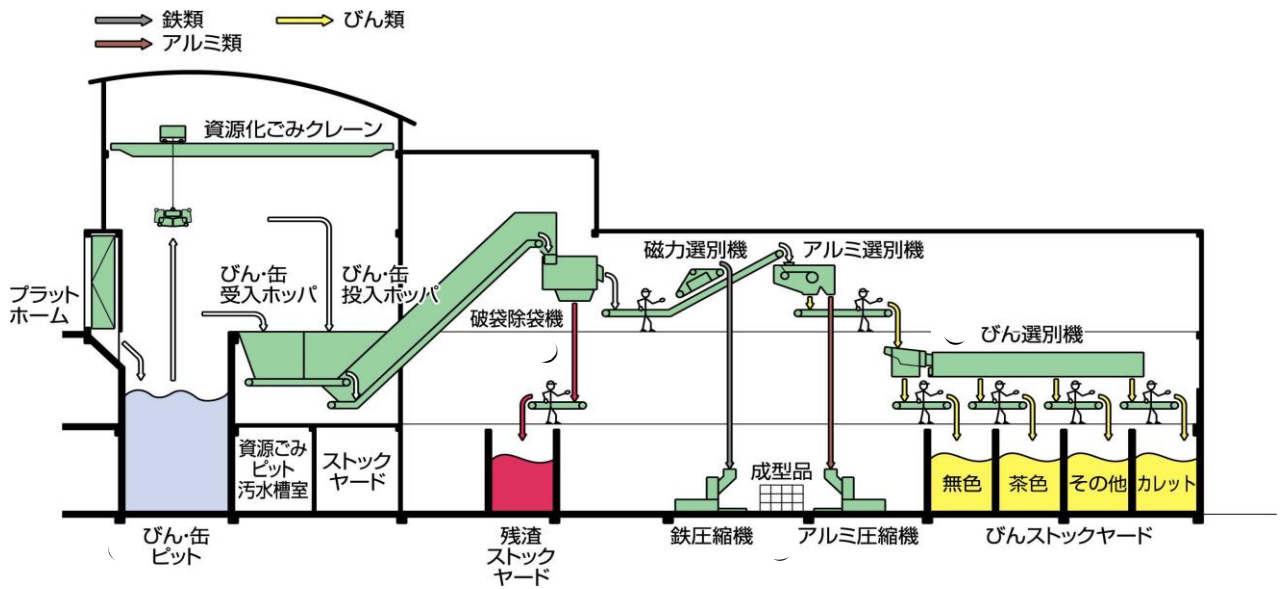 鉄類
びん類
アルミ類
資源化ごみクレーン
プラット
ホーム
びん・缶
受入ホッパ
びん・缶
投入ホッパ
破袋除袋機
磁力選別機
アルミ選別機
びん選別機
資源ごみ
ピット
汚水槽室
ストック
ヤード
成型品
無色
茶色
その他
カレット
びん・缶
ピット
残渣
ストック
ヤード
鉄圧縮機
アルミ圧縮機
びんストックヤード